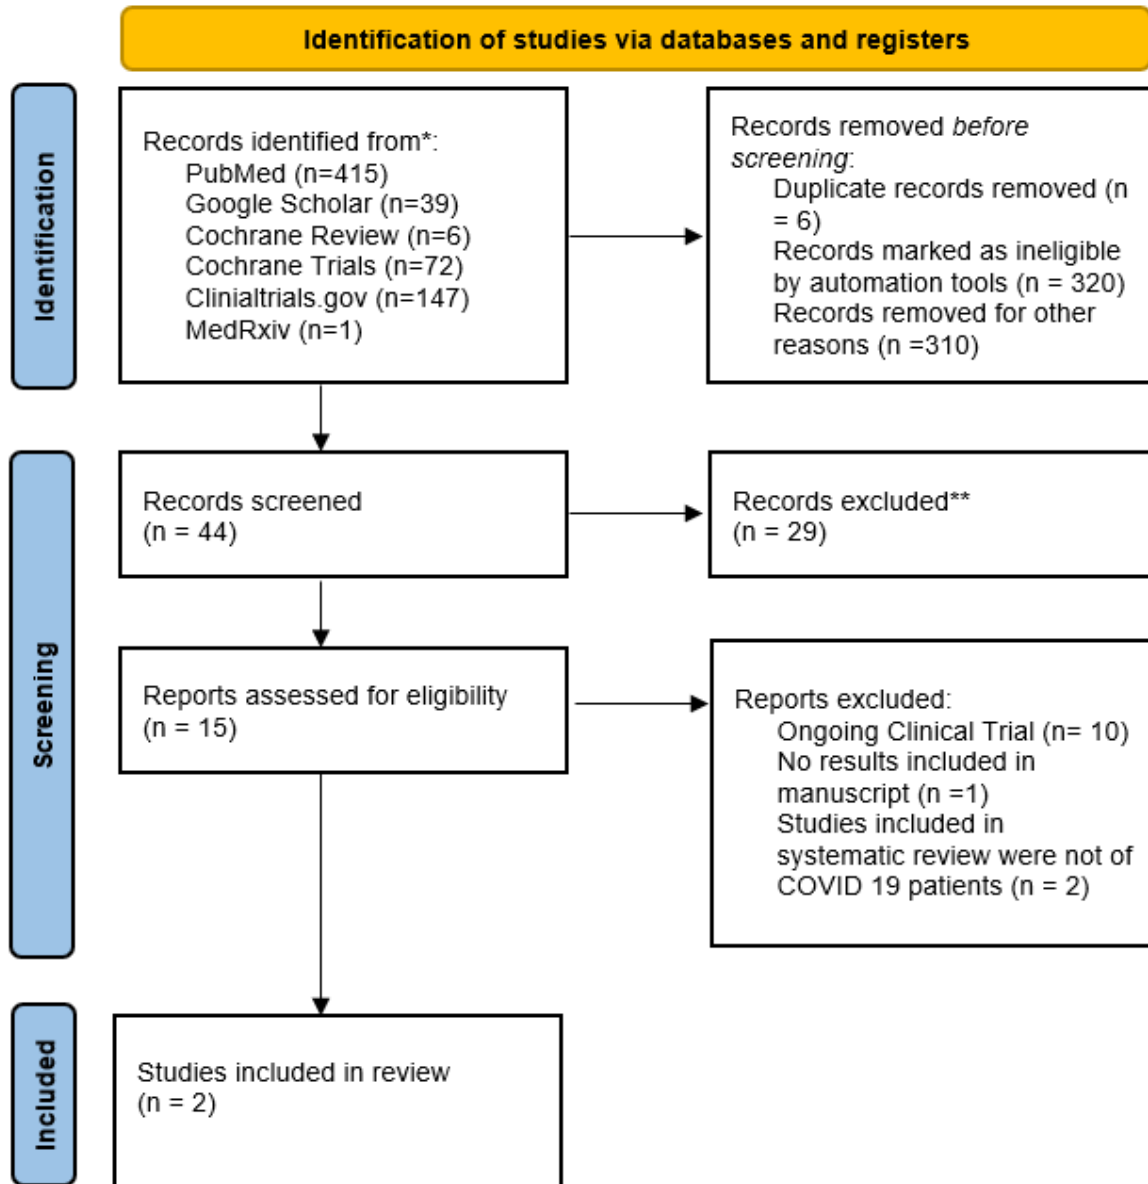 Identification of studies via databases and registers
Identification
Records identified from*:
PubMed (n=415)
Google Scholar (n=39)
Cochrane Review (n=6)
Cochrane Trials (n=72)
Clinialtrials.gov (n=147)
MedRxiv (n=1)
Records removed before
screening:
Duplicate records removed (n
= 6)
Records marked as ineligible
by automation tools (n = 320)
Records removed for other
reasons (n =310)
Screening
Records screened
(n = 44)
Records excluded**
(n = 29)
Reports assessed for eligibility
(n = 15)
Reports excluded:
Ongoing Clinical Trial (n= 10)
No results included in
manuscript (n =1)
Studies included in
systematic review were not of
COVID 19 patients (n = 2)
Included
Studies included in review
(n = 2)